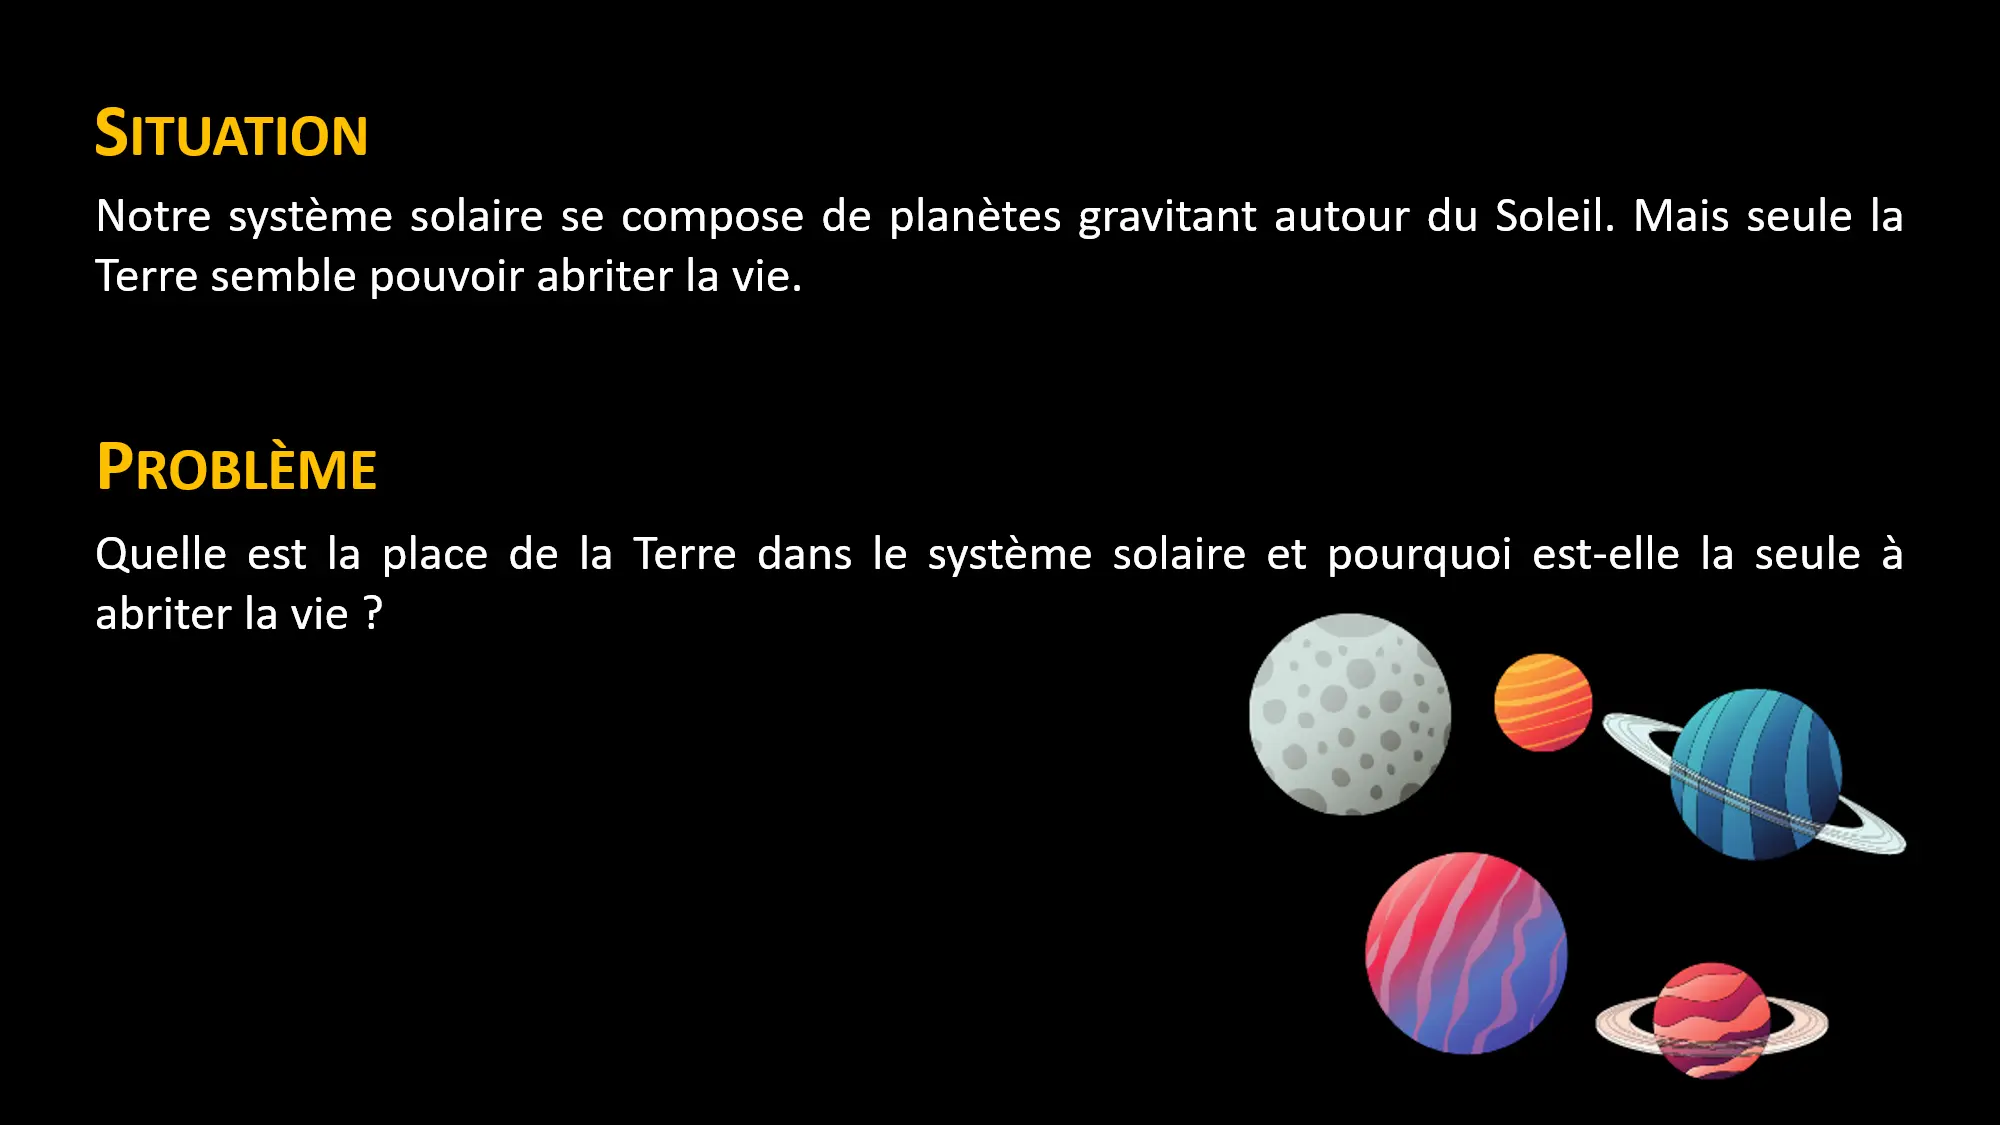 SITUATION
Notre système solaire se compose de planètes gravitant autour du Soleil. Mais seule la
Terre semble pouvoir abriter la vie.
PROBLÈME
Quelle est la place de la Terre dans le système solaire et pourquoi est-elle la seule à
abriter la vie ?